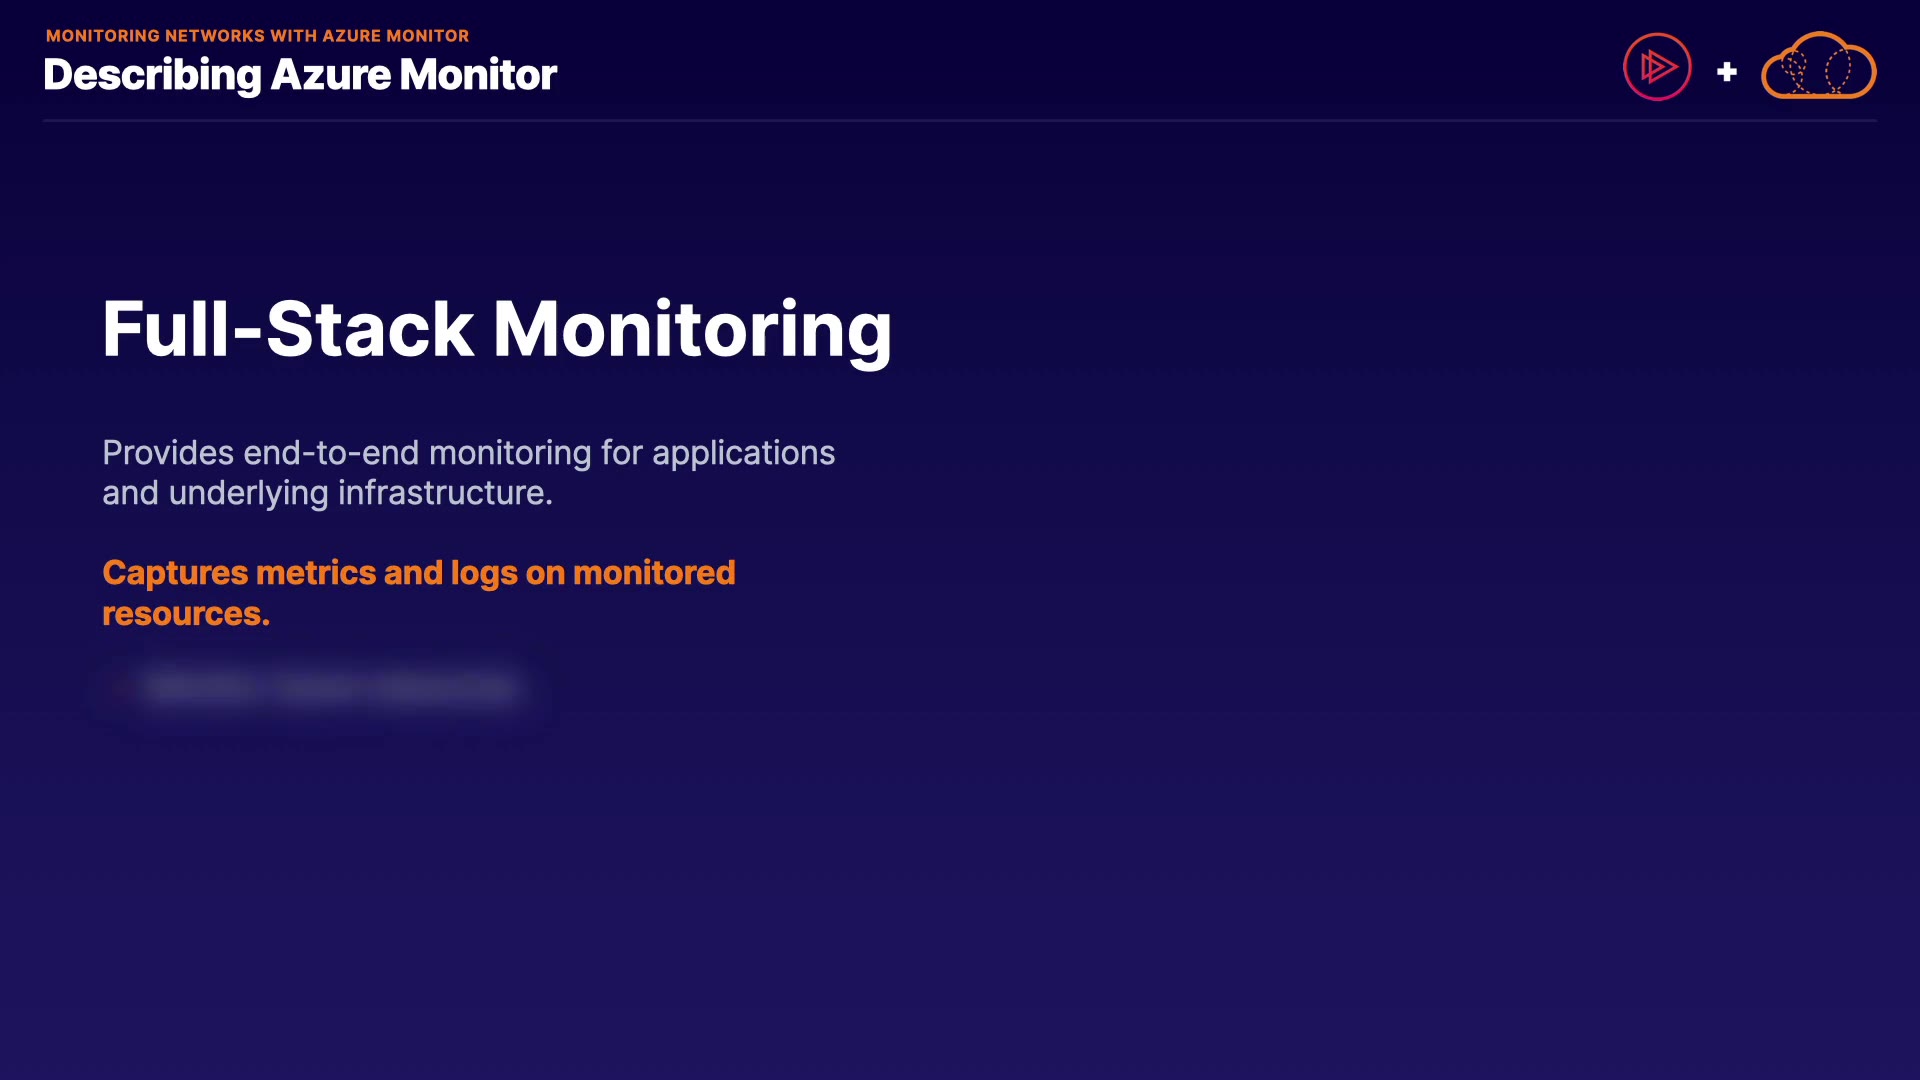 MONITORING NETWORKS WITH AZURE MONITOR
Describing Azure Monitor
Full-Stack Monitoring
Provides end-to-end monitoring for applications
and underlying infrastructure.
Captures metrics and logs on monitored
resources.